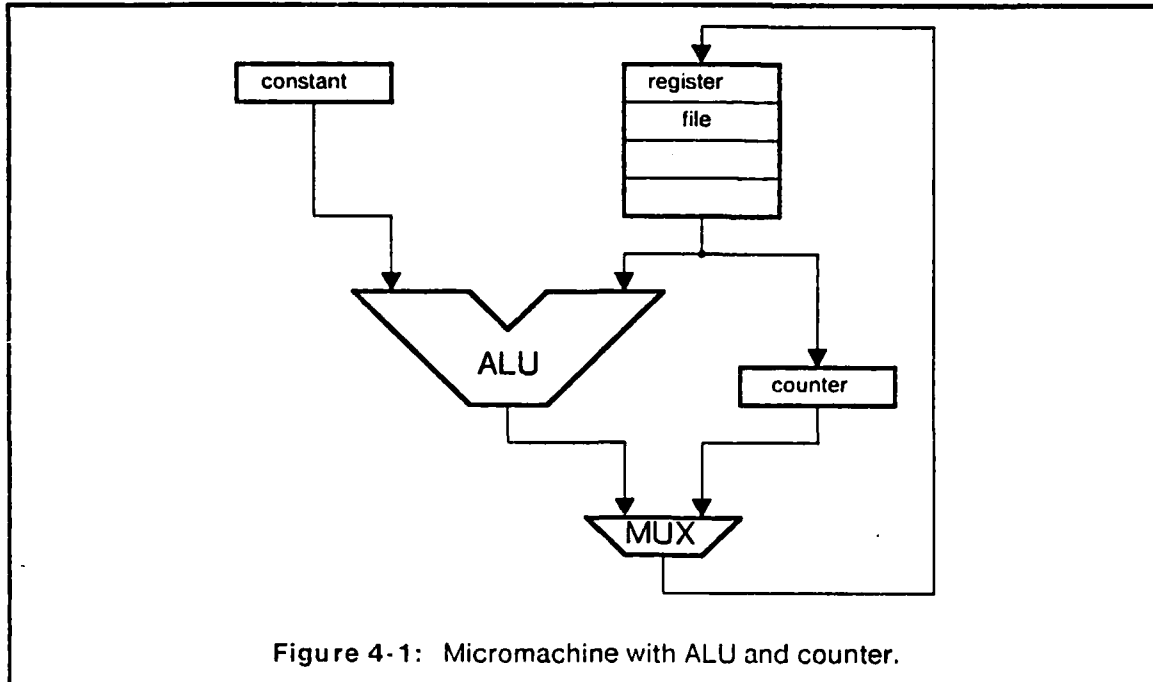 constant
register
file
ALU
counter
MUX
Figure 4-1: Micromachine with ALU and counter.